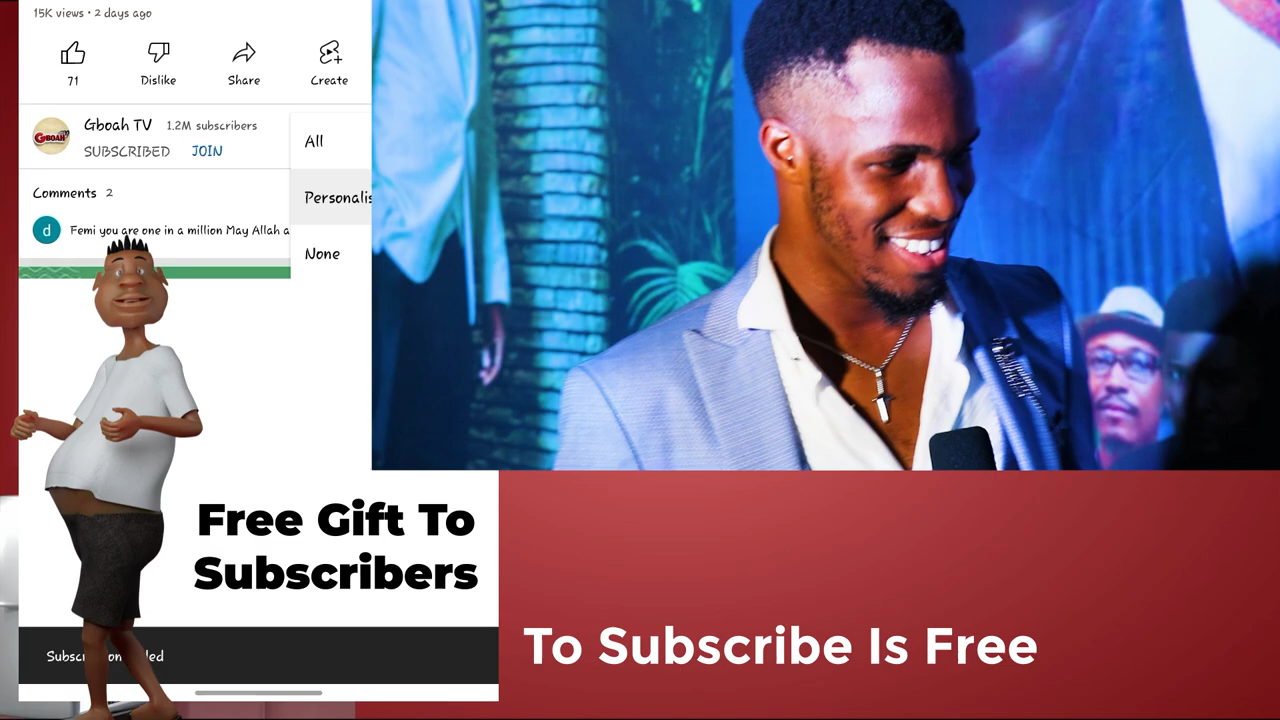 15K views • 2 days ago
71
Dislike
Share
Create
GBOAH
Gboah TV 1.2M subscribers
SUBSCRIBED JOIN
All
Comments 2
d
Femi you are one in a million May Allah a
None
Free Gift To
Subscribers
To Subscribe Is Free